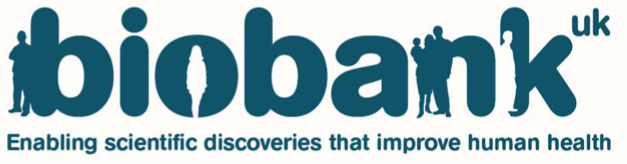 biobank uk
Enabling scientific discoveries that improve human health